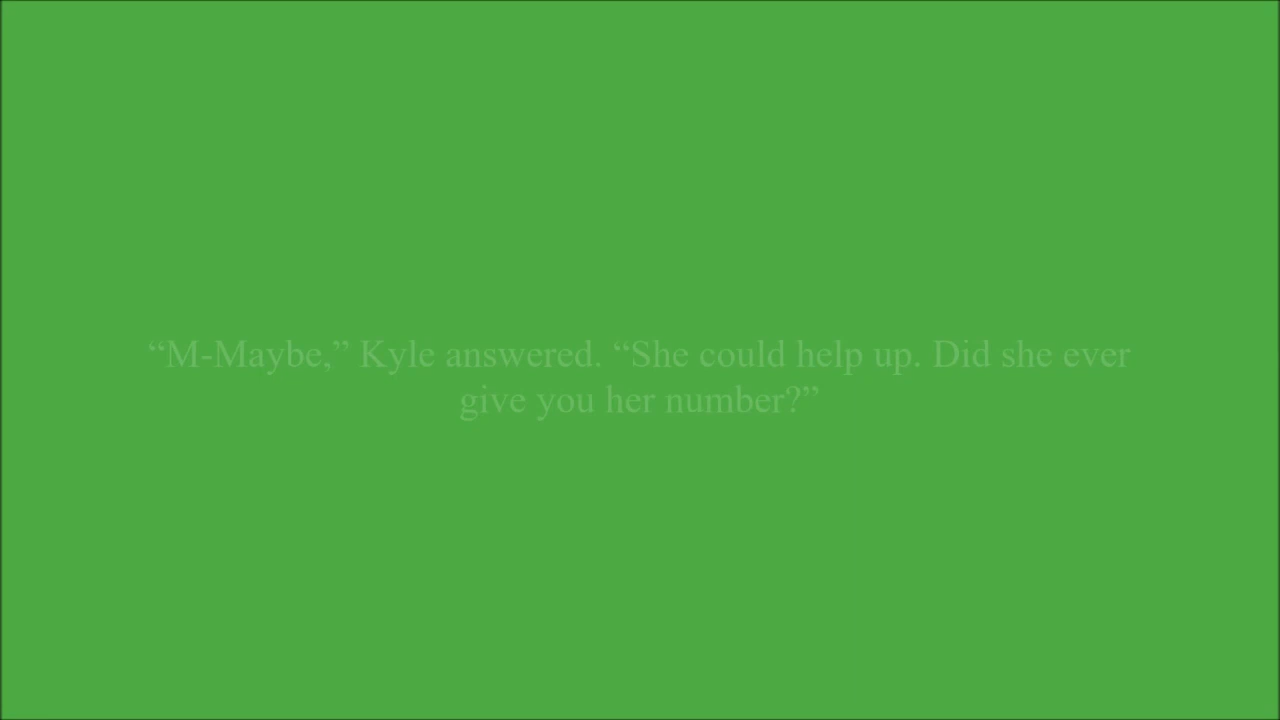 “M-Maybe,” Kyle answered. “She could help up. Did she ever
give you her number?”